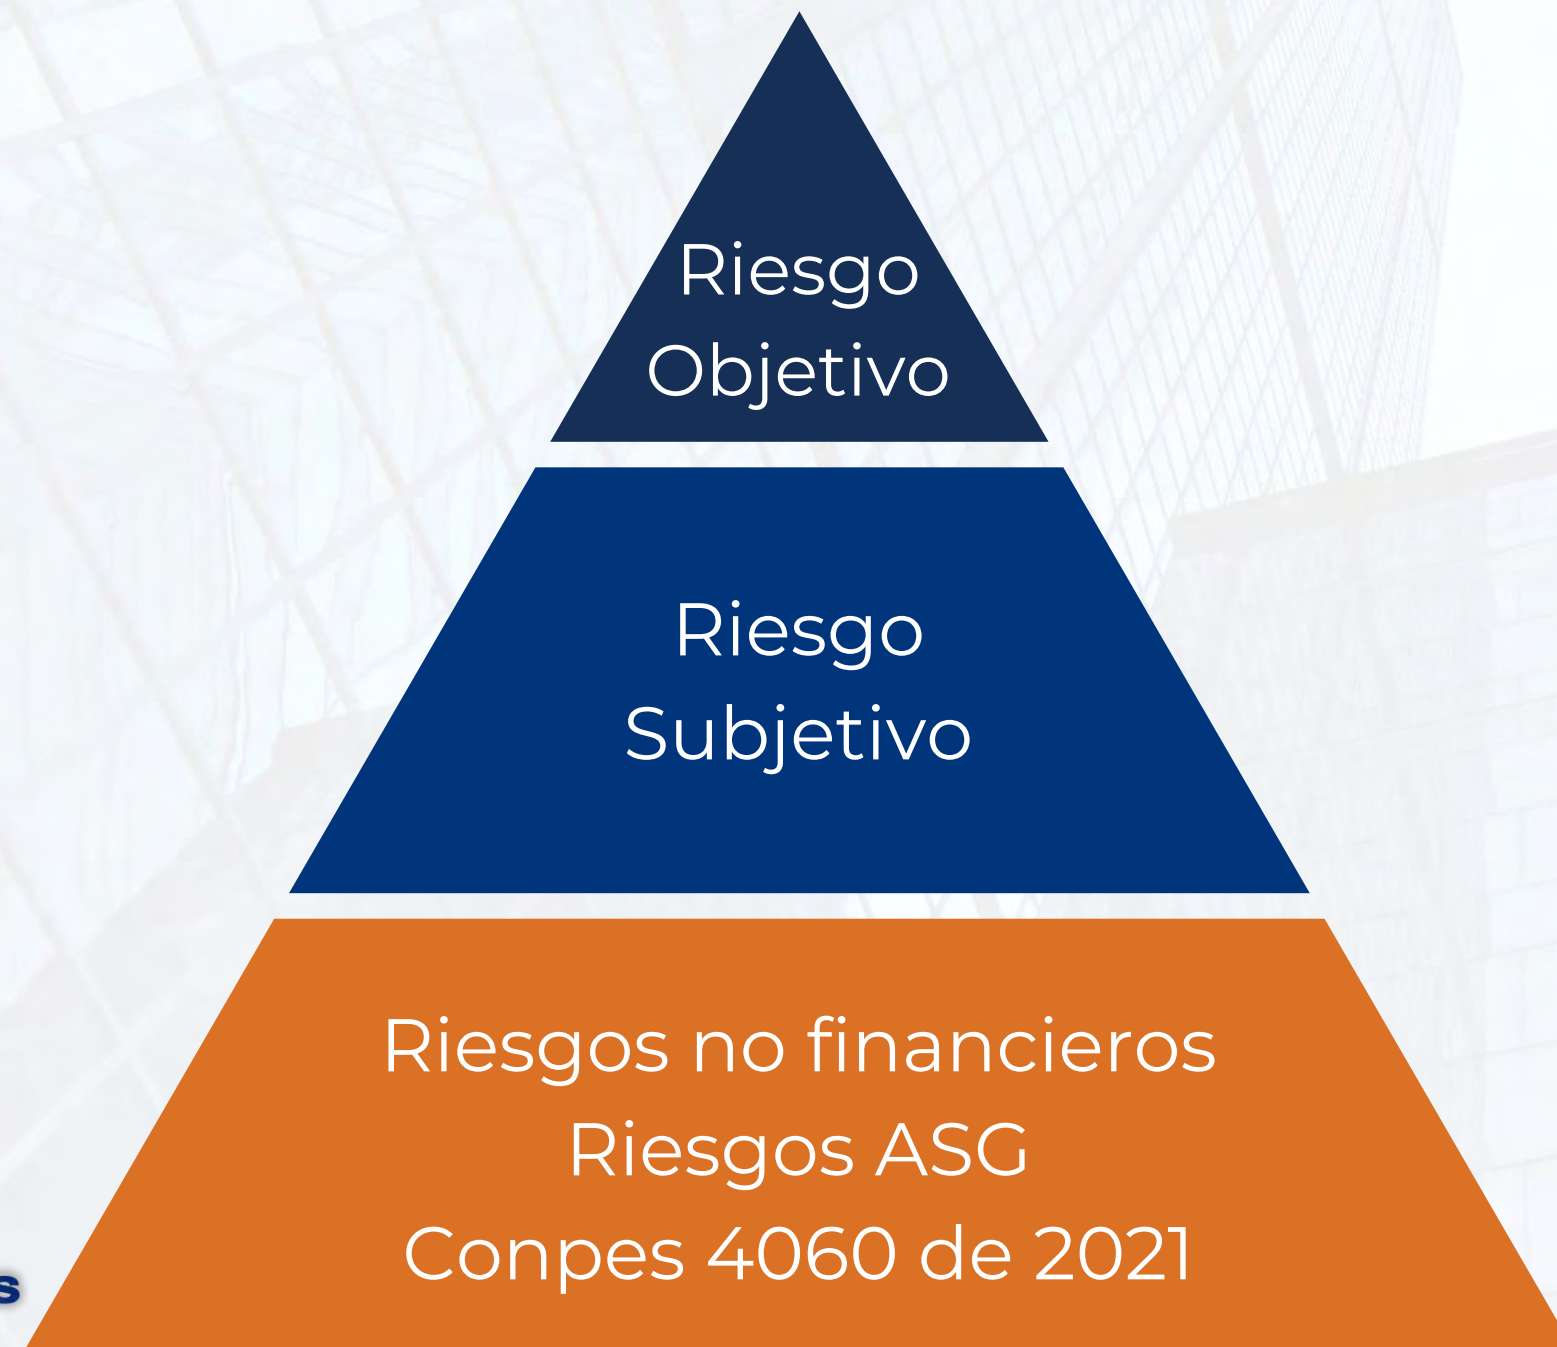 Riesgo
Objetivo
Riesgo
Subjetivo
Riesgos no financieros
Riesgos ASG
Conpes 4060 de 2021
s